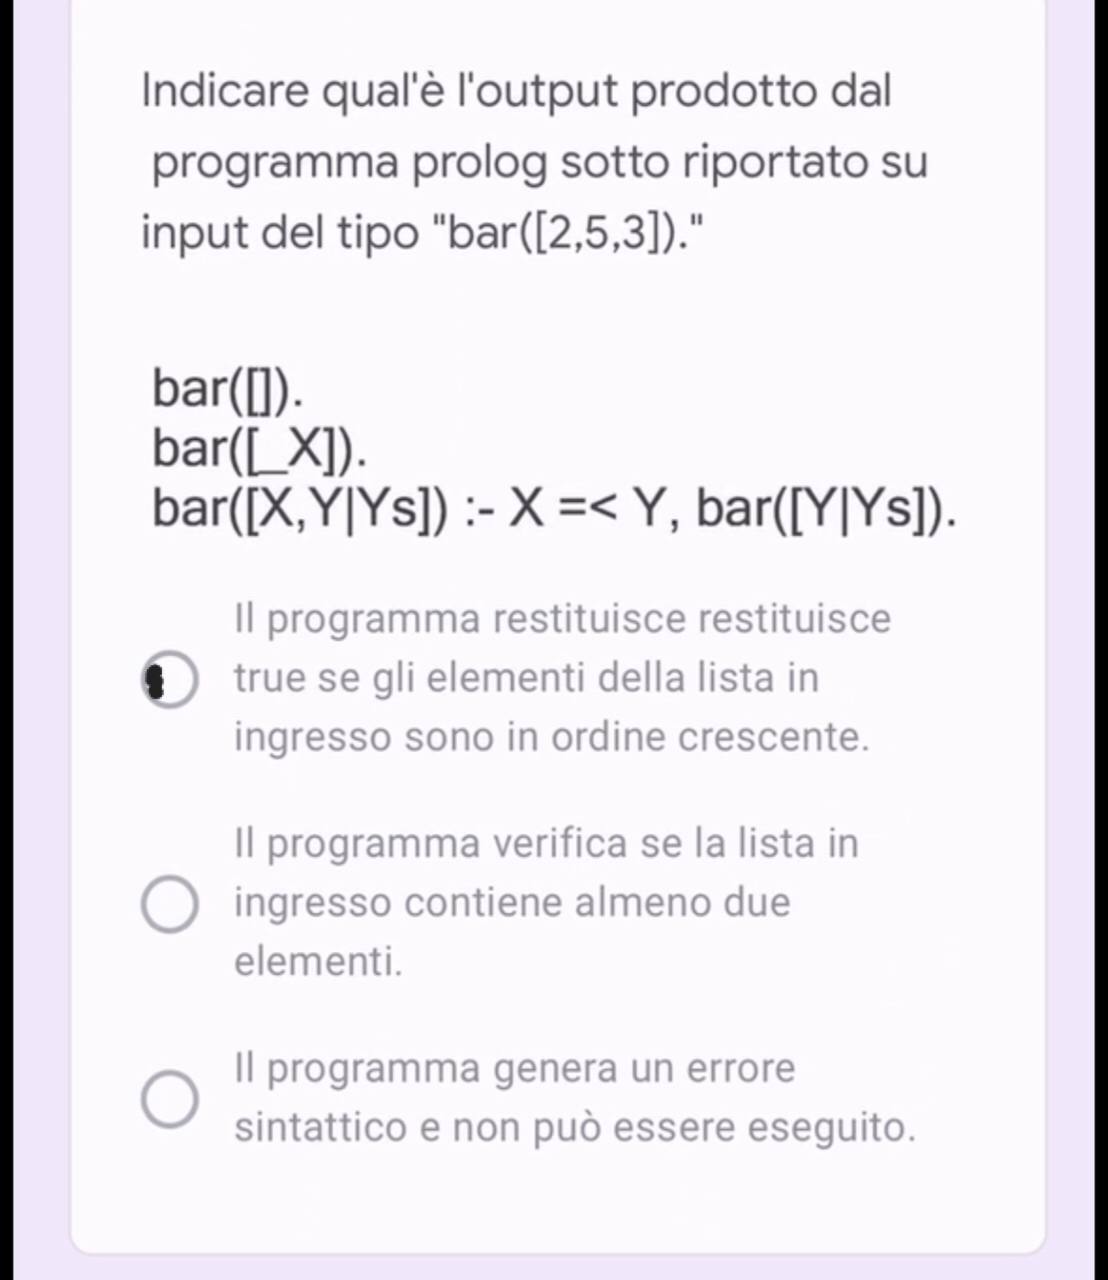 Indicare qual'è l'output prodotto dal
programma prolog sotto riportato su
input del tipo "bar([2,5,3])."
bar([]).
bar([_X]).
bar([X,Y|Ys]) :- X =< Y, bar([Y|Ys]).
Il programma restituisce restituisce
true se gli elementi della lista in
ingresso sono in ordine crescente.
Il programma verifica se la lista in
ingresso contiene almeno due
elementi.
Il programma genera un errore
sintattico e non può essere eseguito.